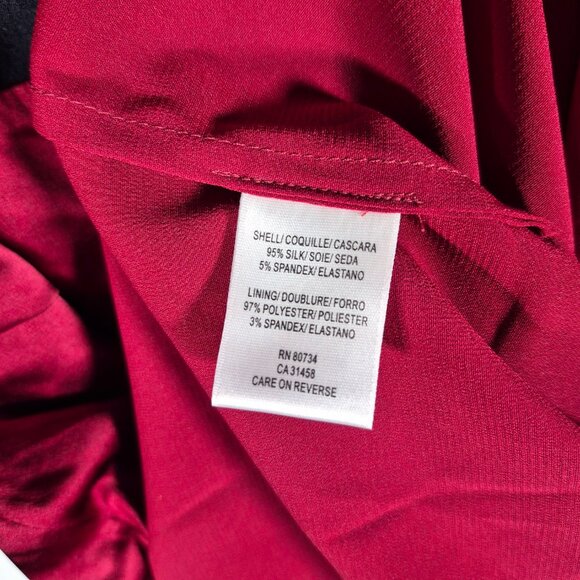 SHELL/ COQUILLE/ CASCARA
95% SILK/ SOIE/ SEDA
5% SPANDEX/ ELASTANO
LINING/ DOUBLURE/ FORRO
97% POLYESTER/ POLIESTER
3% SPANDEX/ ELASTANO
RN 80734
CA 31458
CARE ON REVERSE